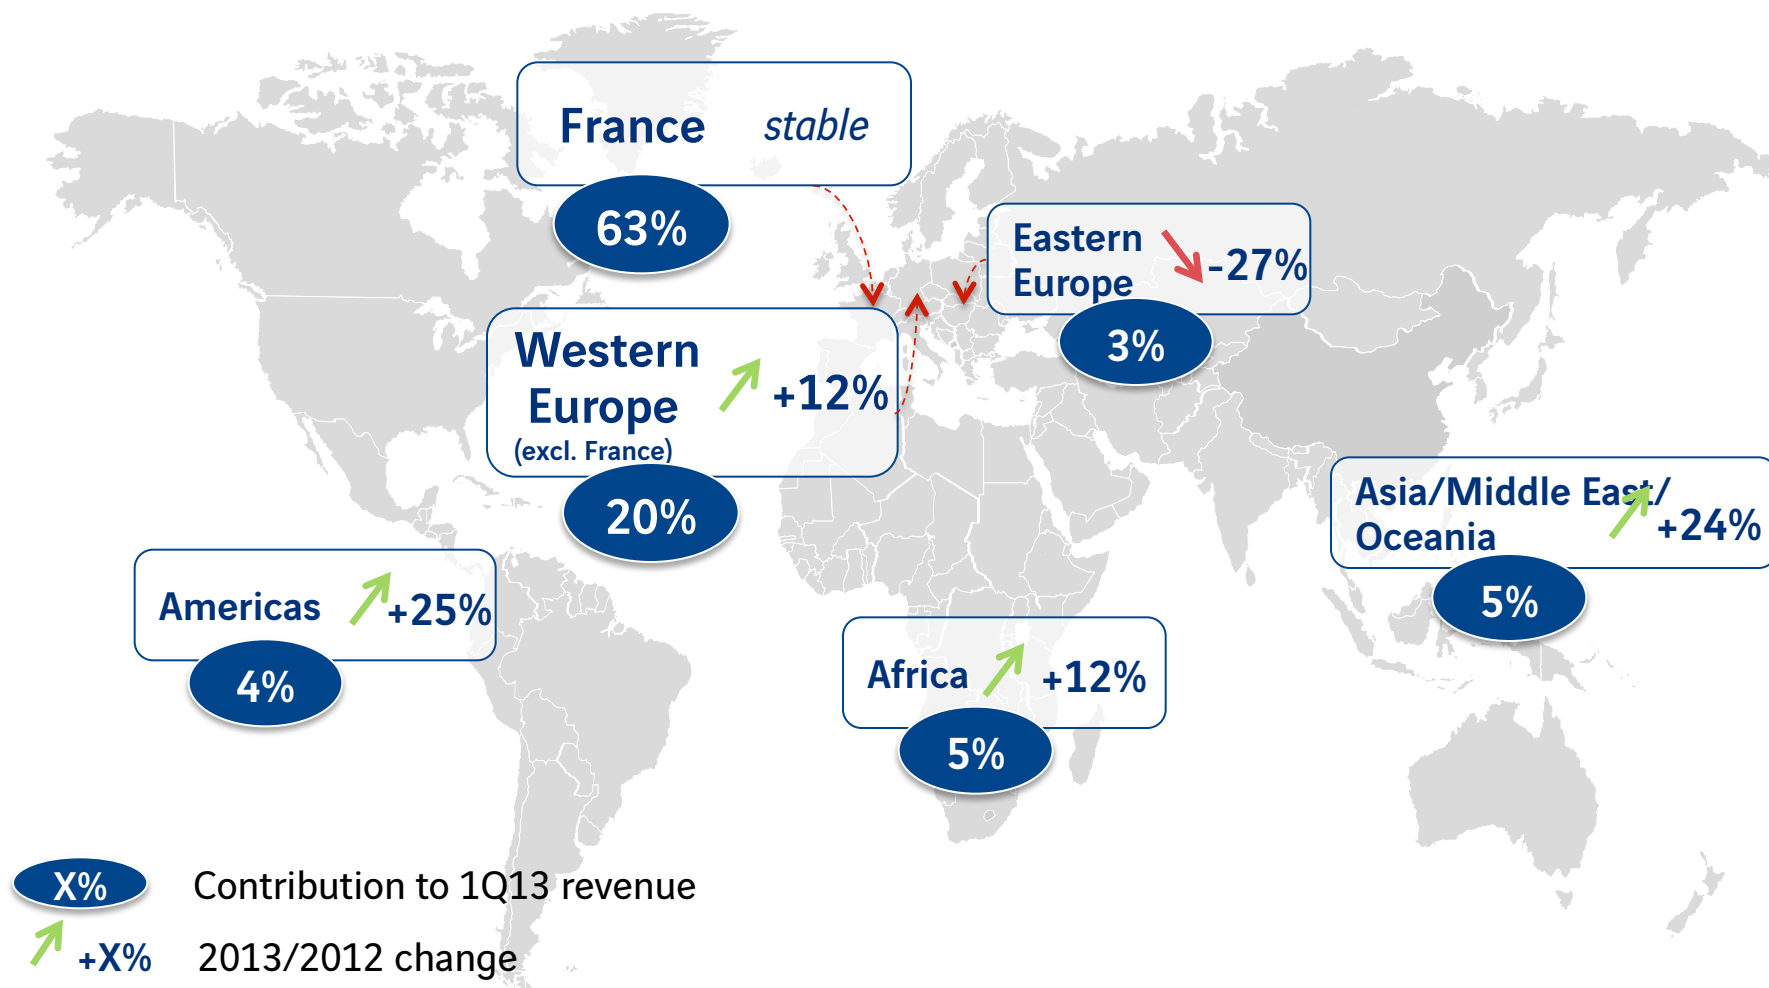 France stable
63%
Eastern
Europe
-27%
3%
Western
Europe
(excl. France)
+12%
20%
Asia/Middle East/
Oceania
+24%
5%
Americas +25%
4%
Africa +12%
5%
X% Contribution to 1Q13 revenue
+X% 2013/2012 change